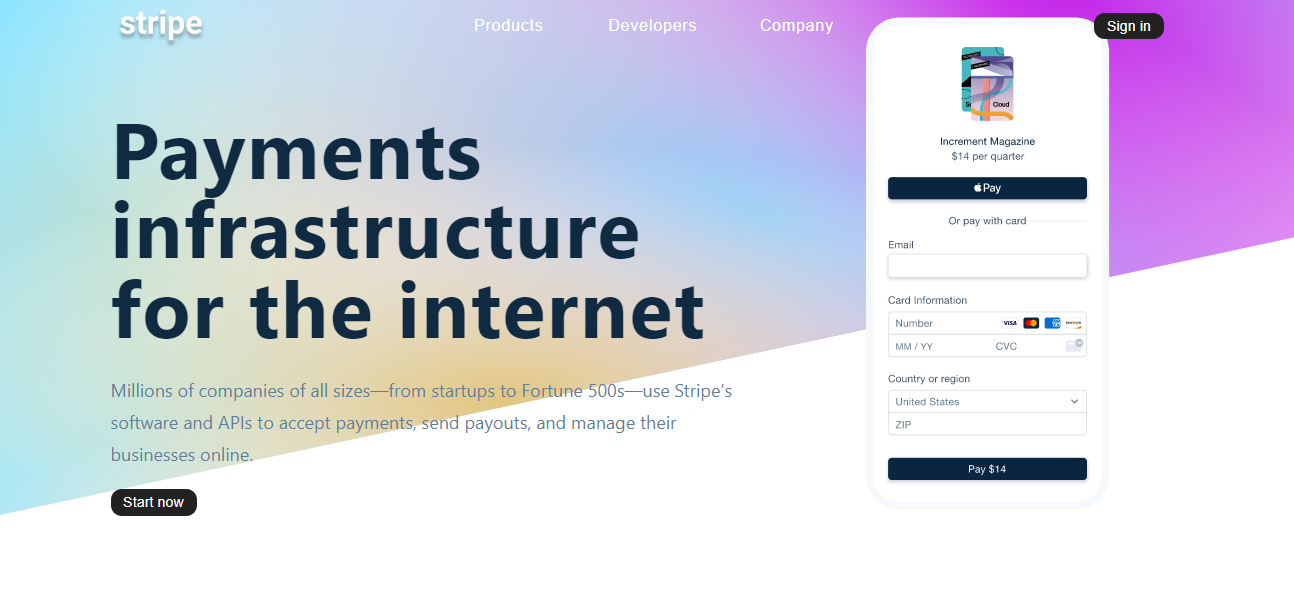 stripe
Products
Developers
Company
Sign in
Payments
infrastructure
for the internet
Millions of companies of all sizes—from startups to Fortune 500s—use Stripe’s
software and APIs to accept payments, send payouts, and manage their
businesses online.
Start now
Cloud
Increment Magazine
$14 per quarter
Pay
Or pay with card
Email
Card Information
Number
VISA
MM / YY
CVC
Country or region
United States
ZIP
Pay $14